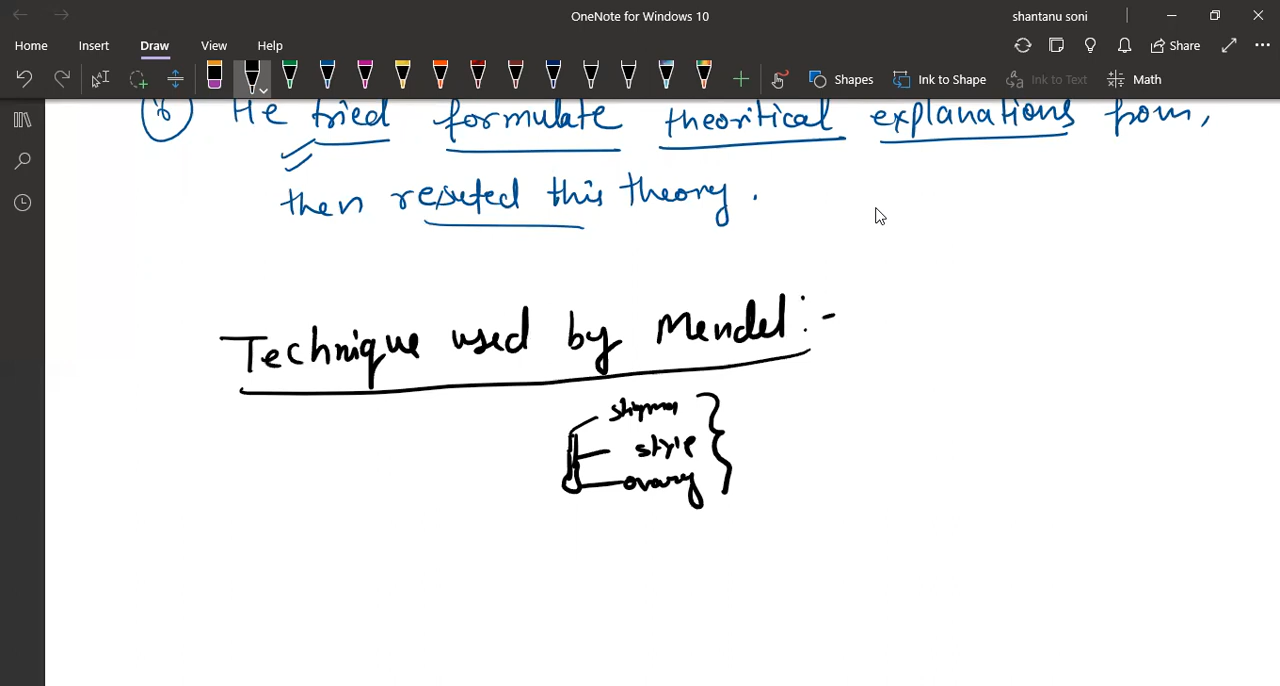 OneNote for Windows 10
shantanu soni
Home Insert Draw View Help
Share
Shapes Ink to Shape Ink to Text Math
He tried formulate theoritical explanations from,
then resuted this theory.
Technique used by Mendel:-
stigma
style
ovary